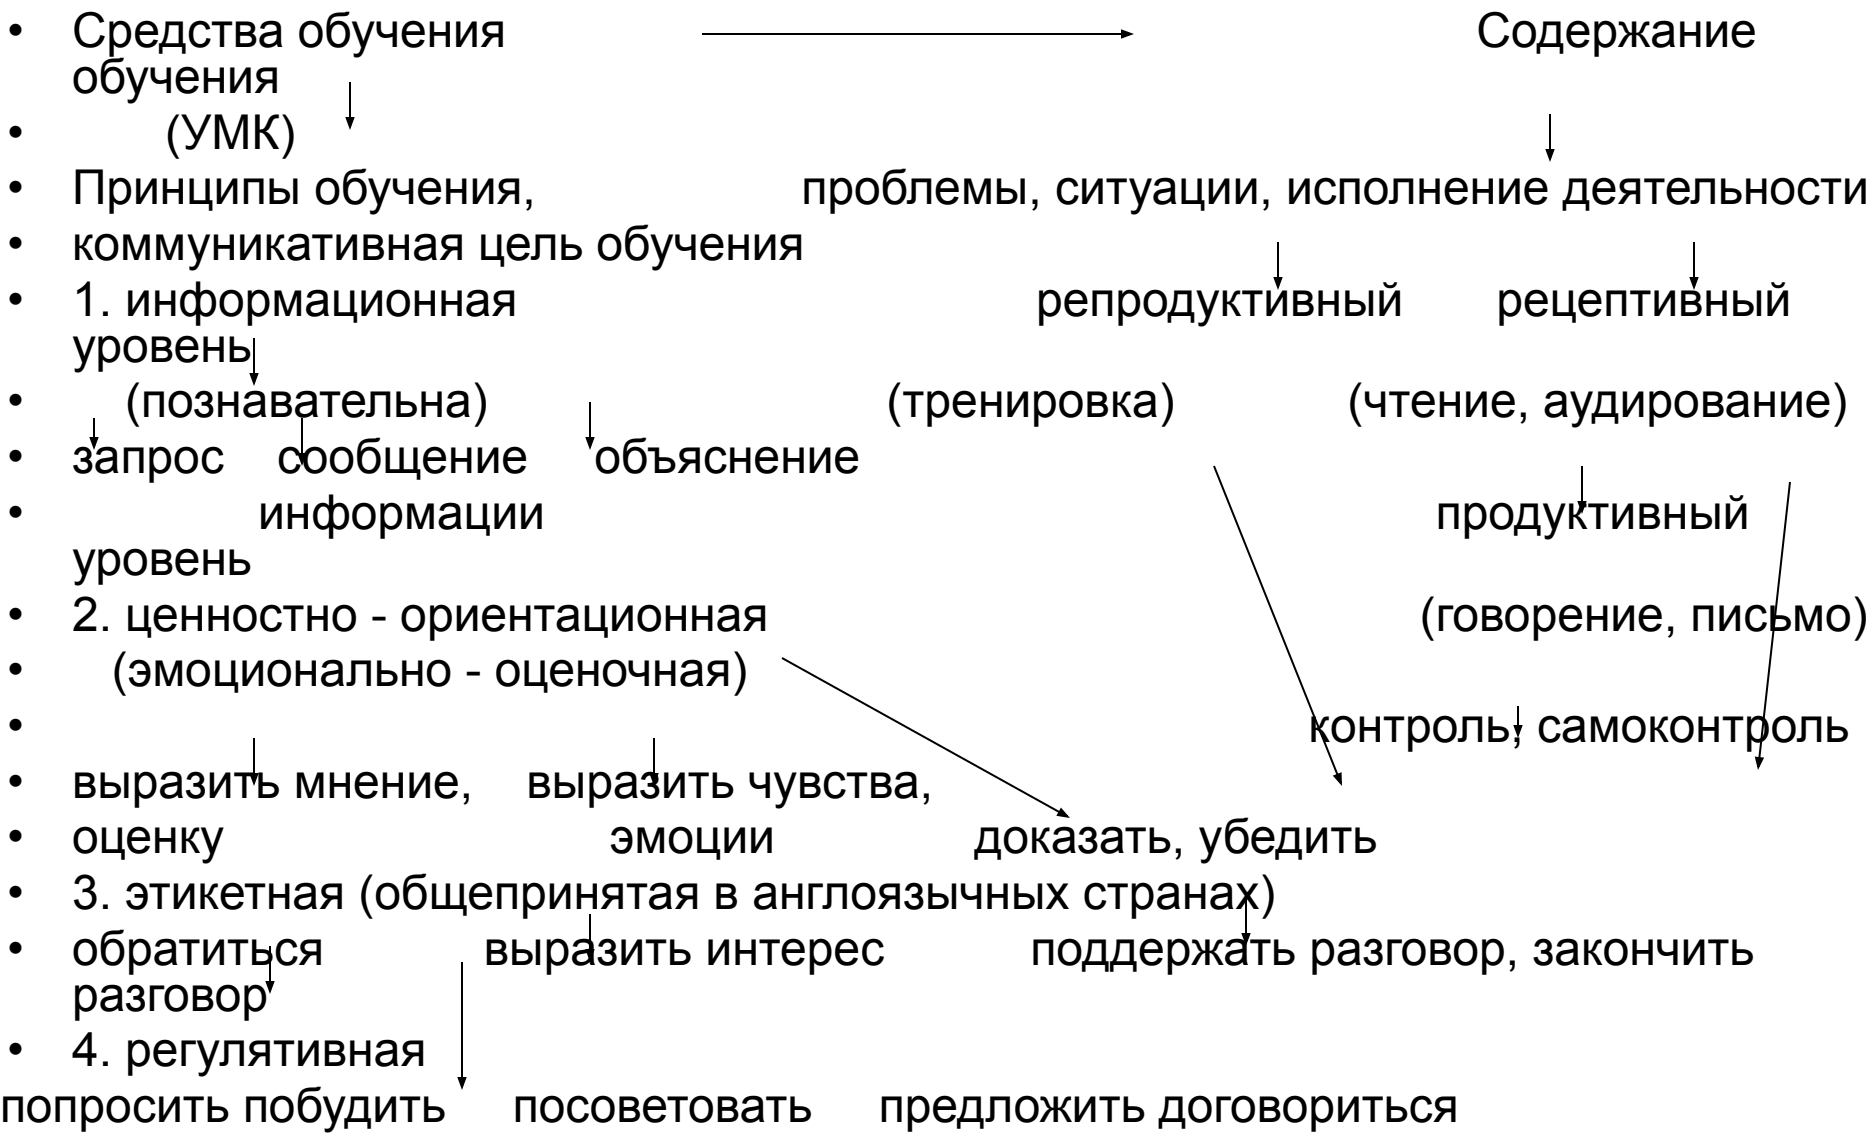 • Средства обучения Содержание
обучения
• (УМК)
• Принципы обучения, проблемы, ситуации, исполнение деятельности
• коммуникативная цель обучения
• 1. информационная репродуктивный рецептивный
уровень
• (познавательна) (тренировка) (чтение, аудирование)
• запрос сообщение объяснение
• информации продуктивный
уровень
• 2. ценностно - ориентационная (говорение, письмо)
• (эмоционально - оценочная)
• контроль, самоконтроль
• выразить мнение, выразить чувства,
• оценку эмоции доказать, убедить
• 3. этикетная (общепринятая в англоязычных странах)
• обратиться выразить интерес поддержать разговор, закончить
разговор
• 4. регулятивная
попросить побудить посоветовать предложить договориться